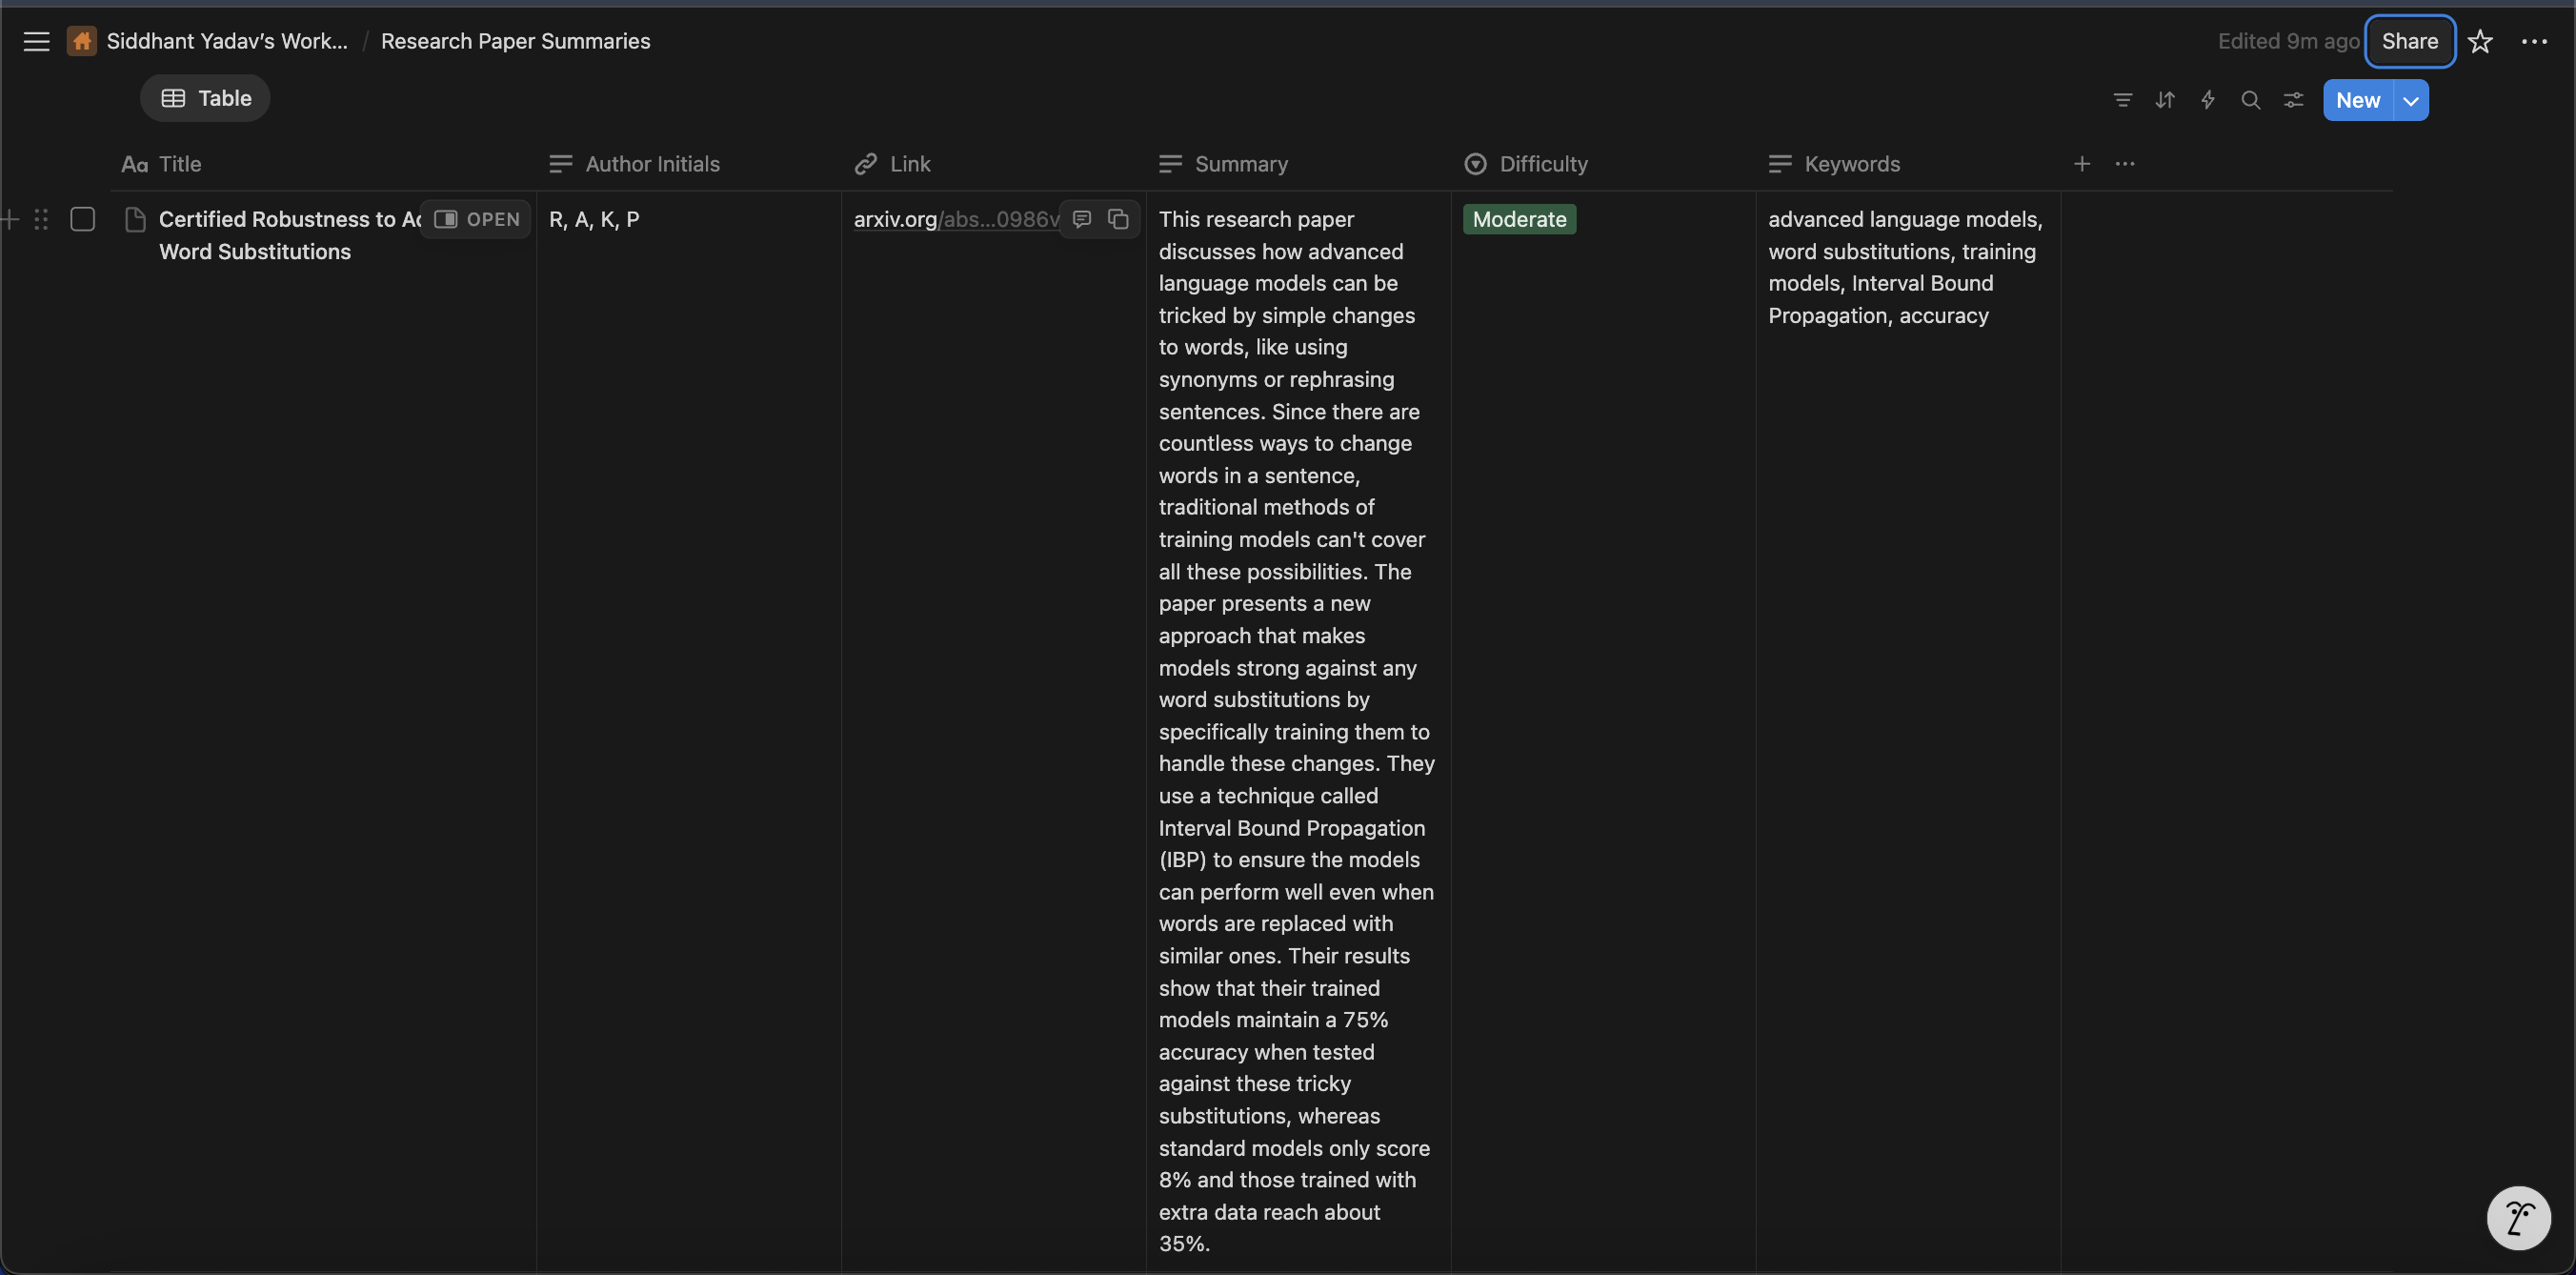 Siddhant Yadav's Work... / Research Paper Summaries
Edited 9m ago Share
Table
New
Aa Title
Author Initials
Link
Summary
Difficulty
Keywords
Certified Robustness to Ac
Word Substitutions
OPEN
R, A, K, P
arxiv.org/abs...0986v
This research paper
discusses how advanced
language models can be
tricked by simple changes
to words, like using
synonyms or rephrasing
sentences. Since there are
countless ways to change
words in a sentence,
traditional methods of
training models can't cover
all these possibilities. The
paper presents a new
approach that makes
models strong against any
word substitutions by
specifically training them to
handle these changes. They
use a technique called
Interval Bound Propagation
(IBP) to ensure the models
can perform well even when
words are replaced with
similar ones. Their results
show that their trained
models maintain a 75%
accuracy when tested
against these tricky
substitutions, whereas
standard models only score
8% and those trained with
extra data reach about
35%.
Moderate
advanced language models,
word substitutions, training
models, Interval Bound
Propagation, accuracy